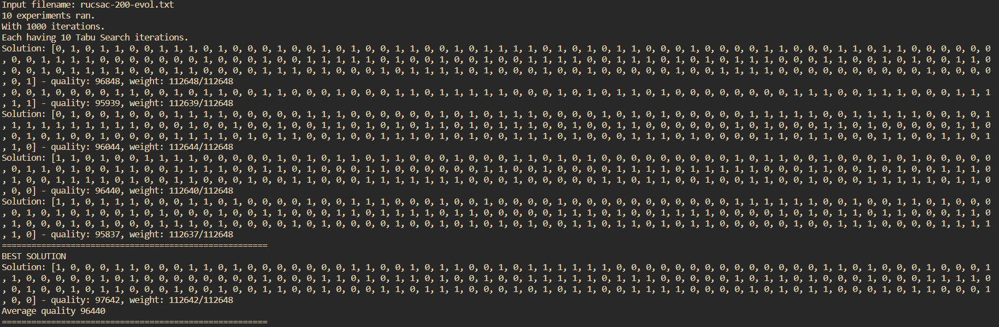 Input filename: rucsac-200-evol.txt
10 experiments ran.
With 1000 iterations.
Each having 10 Tabu Search iterations.
Solution: [0, 1, 0, 1, 1, 0, 0, 1, 1, 1, 0, 1, 0, 0, 0, 1, 0, 0, 1, 0, 1, 0, 0, 1, 1, 0, 0, 1, 0, 1, 1, 1, 1, 0, 1, 0, 1, 0, 1, 1, 0, 0, 0, 1, 0, 0, 0, 0, 1, 1, 0, 0, 0, 1, 1, 0, 1, 1, 0, 0, 0, 0, 0, 0
, 0, 0, 1, 1, 1, 1, 0, 0, 0, 0, 0, 0, 0, 1, 0, 0, 0, 1, 0, 0, 1, 1, 1, 1, 1, 0, 1, 0, 0, 1, 0, 0, 1, 0, 0, 1, 1, 1, 1, 0, 1, 1, 1, 0, 1, 0, 1, 0, 1, 1, 1, 0, 0, 0, 1, 1, 0, 0, 1, 0, 1, 0, 0, 1, 1, 0
, 0, 0, 1, 0, 1, 1, 1, 1, 0, 0, 0, 1, 1, 0, 0, 0, 0, 1, 1, 1, 0, 1, 0, 0, 0, 1, 0, 1, 1, 1, 1, 0, 1, 0, 0, 0, 1, 0, 0, 1, 0, 0, 0, 0, 0, 1, 0, 0, 1, 1, 1, 1, 0, 0, 0, 0, 0, 0, 0, 0, 0, 0, 1, 0, 0, 0, 0
, 0, 1] - quality: 96848, weight: 112648/112648
, 0, 0, 1, 0, 0, 0, 0, 1, 1, 0, 0, 1, 0, 1, 1, 0, 0, 1, 1, 0, 0, 0, 1, 0, 0, 0, 1, 1, 0, 1, 1, 1, 1, 1, 0, 0, 0, 1, 0, 1, 0, 1, 1, 0, 1, 0, 0, 0, 0, 0, 0, 0, 0, 1, 1, 1, 0, 0, 1, 1, 1, 0, 0, 0, 1, 1, 1
, 1, 1] - quality: 95939, weight: 112639/112648
Solution: [0, 1, 0, 0, 1, 0, 0, 0, 1, 1, 1, 1, 0, 0, 0, 0, 0, 1, 1, 1, 0, 0, 0, 0, 0, 0, 1, 0, 1, 0, 1, 1, 1, 0, 0, 0, 0, 1, 0, 1, 0, 1, 0, 0, 0, 0, 0, 1, 1, 1, 1, 1, 0, 0, 1, 1, 1, 1, 1, 0, 0, 1, 0, 1
, 1, 1, 1, 1, 1, 1, 1, 1, 1, 0, 0, 0, 1, 0, 0, 1, 0, 0, 1, 0, 0, 1, 1, 0, 1, 0, 1, 0, 1, 1, 0, 1, 0, 1, 1, 1, 0, 0, 1, 0, 0, 1, 1, 0, 0, 0, 0, 0, 0, 1, 0, 1, 0, 0, 0, 1, 1, 0, 1, 0, 0, 0, 0, 0, 1, 1, 0
, 0, 1, 0, 1, 0, 0, 1, 0, 0, 0, 0, 1, 1, 1, 1, 0, 1, 0, 1, 1, 0, 0, 1, 0, 0, 1, 1, 1, 0, 1, 0, 1, 0, 0, 1, 1, 1, 0, 1, 0, 0, 0, 1, 1, 1, 0, 1, 0, 0, 0, 0, 1, 1, 0, 1, 1, 0, 0, 0, 1, 1, 0, 0, 1, 1, 0, 1
, 1, 0] - quality: 96044, weight: 112644/112648
Solution: [1, 1, 0, 1, 0, 0, 1, 1, 1, 1, 0, 0, 0, 0, 0, 1, 0, 1, 0, 1, 1, 0, 1, 1, 0, 0, 0, 1, 0, 0, 0, 1, 1, 0, 1, 0, 1, 0, 0, 0, 0, 0, 0, 0, 0, 0, 1, 0, 1, 1, 0, 0, 1, 0, 0, 0, 1, 0, 1, 0, 0, 0, 0, 0
, 0, 1, 1, 0, 1, 0, 0, 1, 1, 0, 0, 1, 1, 1, 1, 0, 0, 1, 1, 0, 1, 0, 0, 0, 1, 1, 0, 0, 0, 0, 0, 0, 1, 1, 0, 0, 1, 0, 0, 0, 0, 1, 1, 1, 1, 0, 1, 1, 1, 1, 1, 0, 0, 0, 1, 1, 0, 0, 1, 0, 1, 0, 0, 1, 1, 1, 0
, 1, 0, 0, 1, 1, 1, 1, 0, 1, 0, 0, 1, 1, 0, 0, 0, 1, 0, 0, 1, 1, 0, 0, 0, 1, 1, 1, 1, 1, 1, 1, 0, 0, 0, 1, 0, 0, 0, 0, 0, 1, 1, 0, 1, 1, 0, 0, 1, 0, 0, 1, 1, 0, 0, 1, 0, 0, 0, 1, 1, 1, 1, 1, 0, 1, 1, 0
, 0, 0] - quality: 96440, weight: 112640/112648
Solution: [1, 1, 0, 1, 1, 1, 0, 0, 0, 1, 1, 0, 1, 0, 0, 0, 0, 1, 0, 0, 1, 1, 1, 0, 0, 0, 1, 0, 0, 1, 0, 0, 0, 0, 1, 0, 0, 0, 0, 0, 0, 0, 0, 0, 0, 0, 1, 1, 1, 1, 1, 1, 0, 0, 1, 0, 0, 1, 1, 0, 1, 0, 0, 0
, 0, 1, 0, 1, 0, 1, 0, 0, 1, 0, 1, 0, 0, 0, 1, 0, 0, 1, 1, 0, 0, 0, 1, 1, 0, 1, 1, 1, 1, 0, 1, 1, 0, 0, 0, 0, 0, 1, 1, 1, 0, 1, 0, 0, 1, 1, 1, 1, 0, 0, 0, 0, 1, 0, 1, 0, 1, 1, 0, 1, 1, 0, 0, 0, 1, 1, 0
, 1, 0, 0, 0, 1, 0, 1, 0, 0, 0, 1, 1, 1, 0, 1, 0, 0, 0, 0, 1, 0, 1, 0, 0, 0, 0, 1, 0, 0, 1, 0, 1, 0, 1, 0, 1, 0, 0, 1, 1, 0, 1, 1, 0, 1, 0, 1, 1, 0, 0, 0, 0, 0, 1, 0, 0, 1, 1, 1, 0, 0, 0, 0, 1, 1, 1, 1
, 1, 0] - quality: 95837, weight: 112637/112648
======================================================
BEST SOLUTION
Solution: [1, 0, 0, 0, 1, 1, 0, 0, 0, 1, 1, 0, 1, 0, 0, 0, 0, 0, 0, 0, 1, 1, 0, 0, 1, 0, 1, 1, 0, 0, 1, 0, 1, 1, 1, 1, 1, 1, 0, 0, 0, 0, 0, 0, 0, 0, 0, 0, 0, 0, 0, 0, 1, 1, 0, 1, 0, 0, 0, 1, 0, 0, 0, 1
, 1, 0, 0, 0, 0, 0, 1, 0, 1, 0, 0, 0, 0, 0, 0, 0, 0, 1, 0, 0, 0, 1, 1, 0, 1, 0, 1, 1, 0, 1, 0, 1, 0, 0, 1, 0, 0, 1, 1, 1, 1, 0, 1, 1, 1, 0, 0, 0, 0, 0, 1, 0, 1, 1, 0, 1, 0, 0, 0, 1, 0, 0, 0, 1, 1, 1, 1, 0
, 0, 1, 0, 0, 1, 0, 1, 1, 0, 0, 0, 1, 0, 0, 1, 0, 0, 1, 1, 0, 0, 1, 0, 0, 0, 1, 1, 0, 1, 1, 1, 0, 0, 0, 1, 0, 1, 0, 1, 1, 0, 0, 1, 1, 1, 1, 0, 0, 0, 0, 1, 0, 1, 0, 1, 1, 0, 0, 0, 1, 0, 1, 1, 0, 0, 0, 1
, 0, 0] - quality: 97642, weight: 112642/112648
Average quality 96440
======================================================